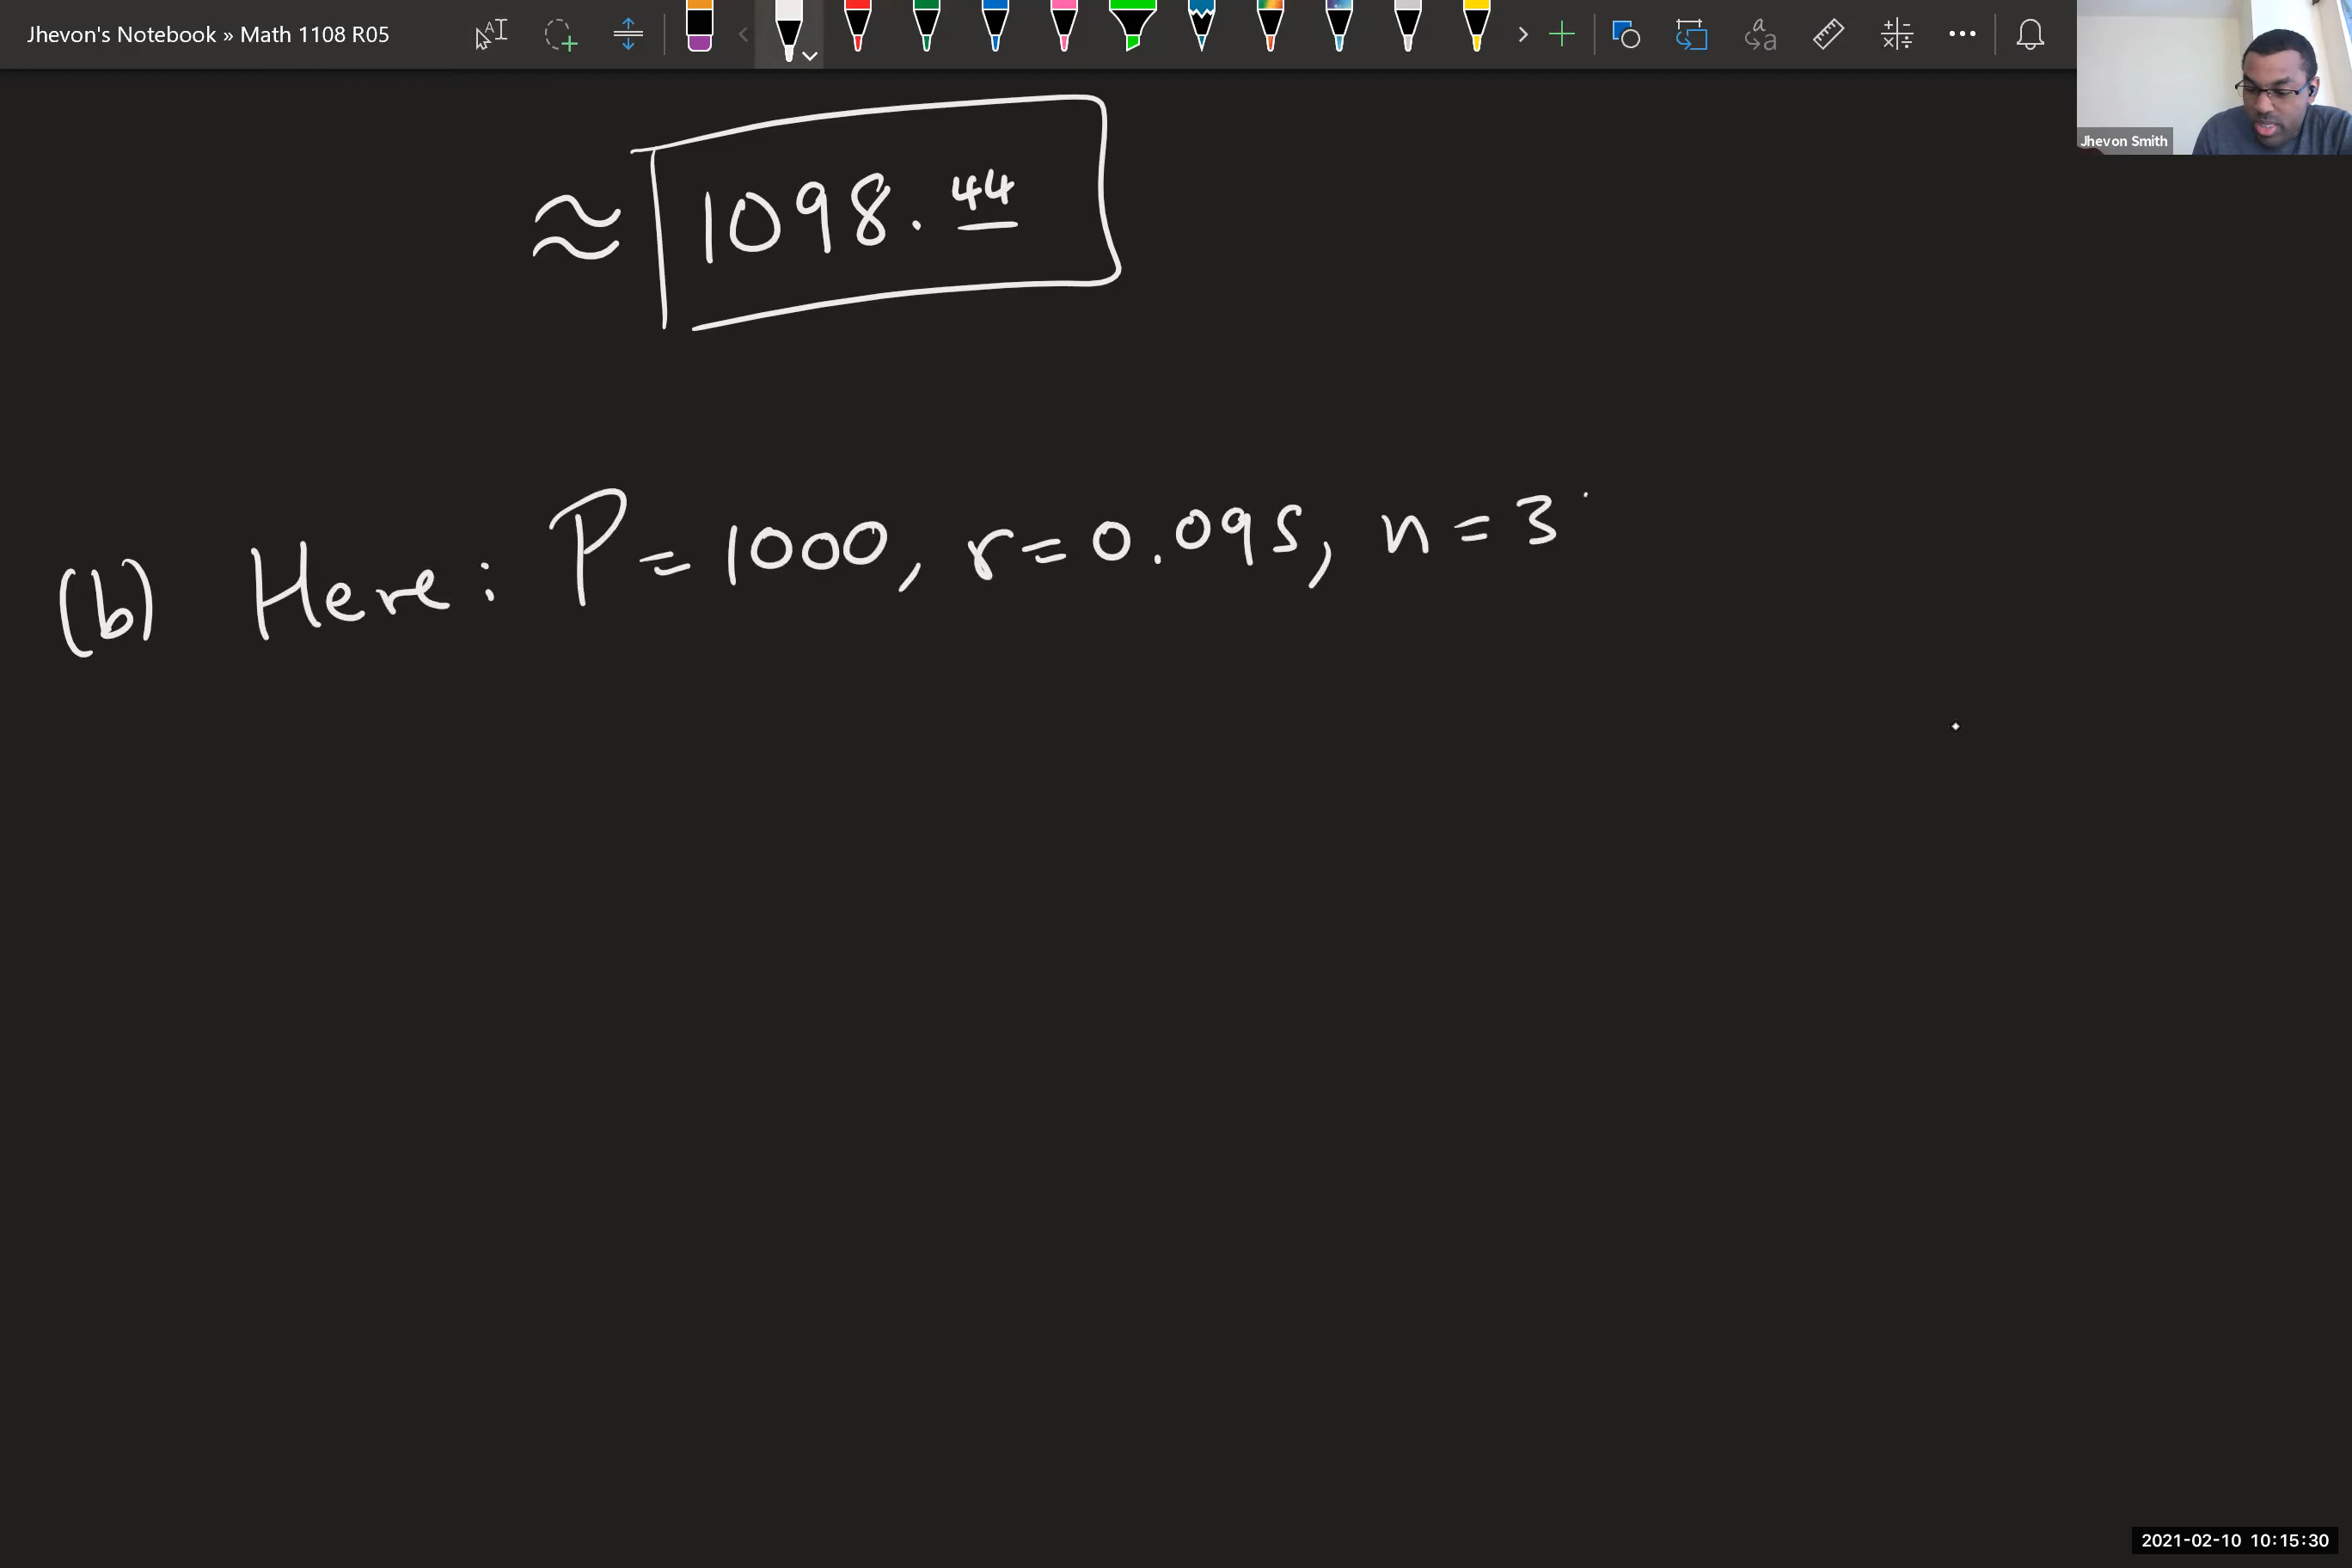 Jhevon's Notebook » Math 1108 R05
Jhevon Smith
≈ 1098.44
(b) Here: P = 1000, r = 0.095, n = 3
2021-02-10 10:15:30